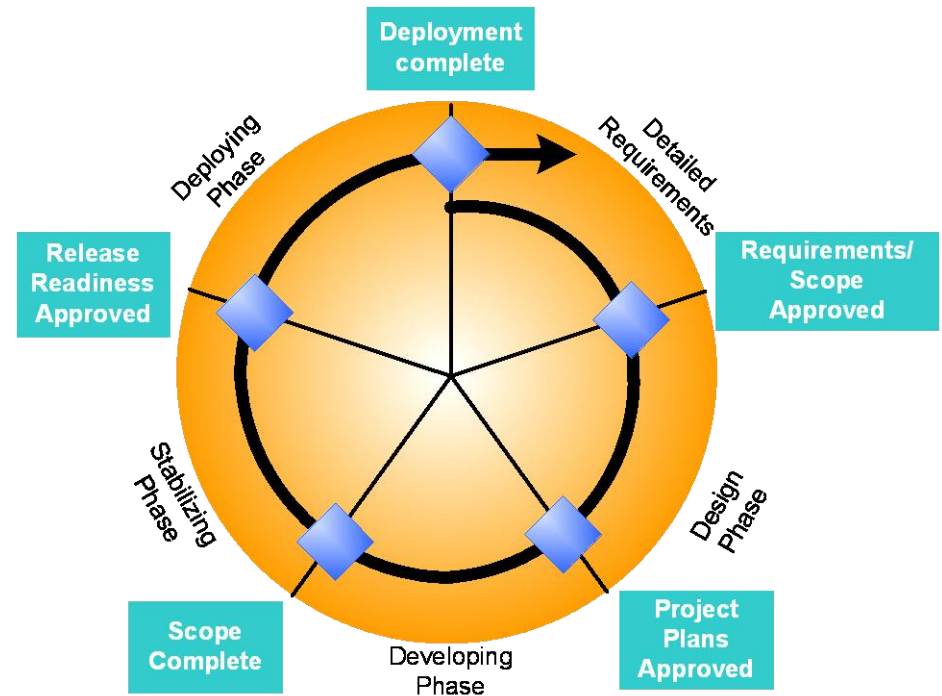 Deployment
complete
Detailed
Requirements
Requirements/
Scope
Approved
Design
Phase
Project
Plans
Approved
Developing
Phase
Scope
Complete
Stabilizing
Phase
Release
Readiness
Approved
Deploying
Phase